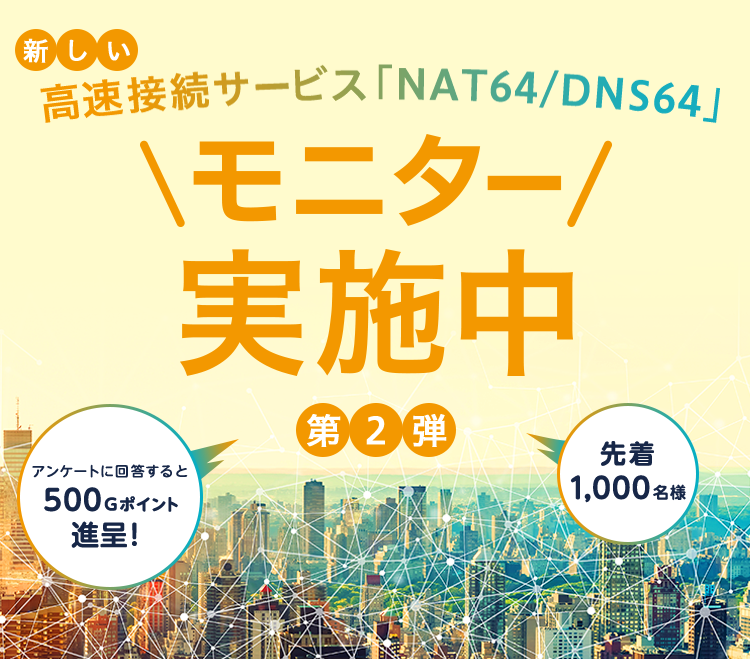 新しい
高速接続サービス「NAT64/DNS64」
モニター
実施中
第2弾
アンケートに回答すると
500Gポイント
進呈!
先着
1,000名様